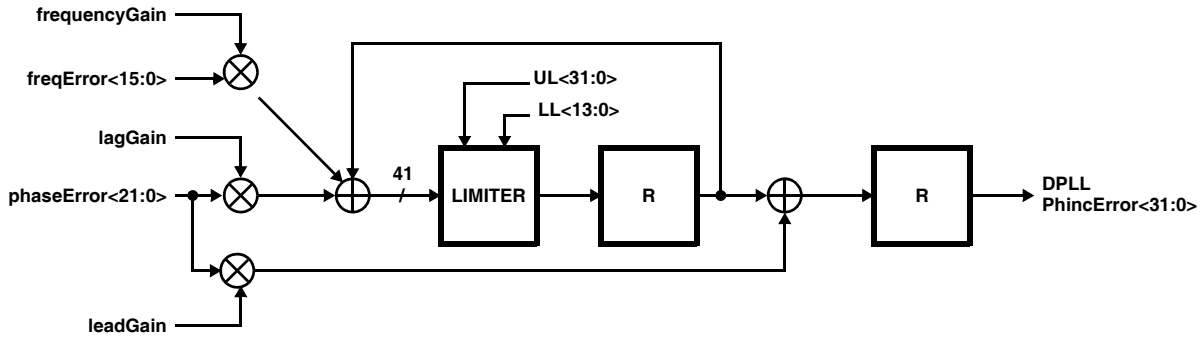 frequencyGain
freqError<15:0>
UL<31:0>
LL<13:0>
lagGain
41
phaseError<21:0>
LIMITER
R
R
DPLL
PhincError<31:0>
leadGain